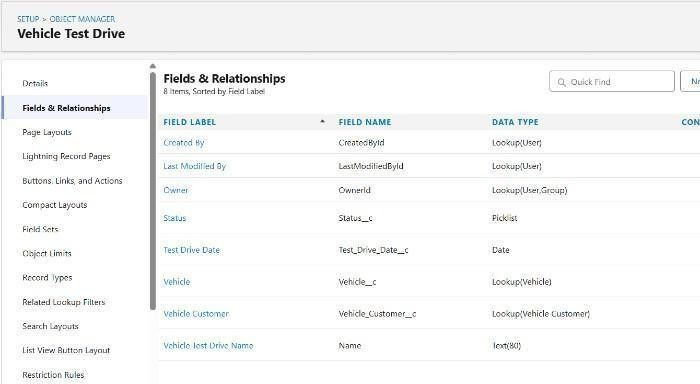 SETUP > OBJECT MANAGER
Vehicle Test Drive
Details
Fields & Relationships
Page Layouts
Lightning Record Pages
Buttons, Links, and Actions
Compact Layouts
Field Sets
Object Limits
Record Types
Related Lookup Filters
Search Layouts
List View Button Layout
Restriction Rules
Fields & Relationships
8 Items, Sorted by Field Label
Quick Find
FIELD LABEL FIELD NAME DATA TYPE CON
Created By CreatedById Lookup(User)
Last Modified By LastModifiedById Lookup(User)
Owner OwnerId Lookup(User,Group)
Status Status__c Picklist
Test Drive Date Test_Drive_Date__c Date
Vehicle Vehicle__c Lookup(Vehicle)
Vehicle Customer Vehicle_Customer__c Lookup(Vehicle Customer)
Vehicle Test Drive Name Name Text(80)